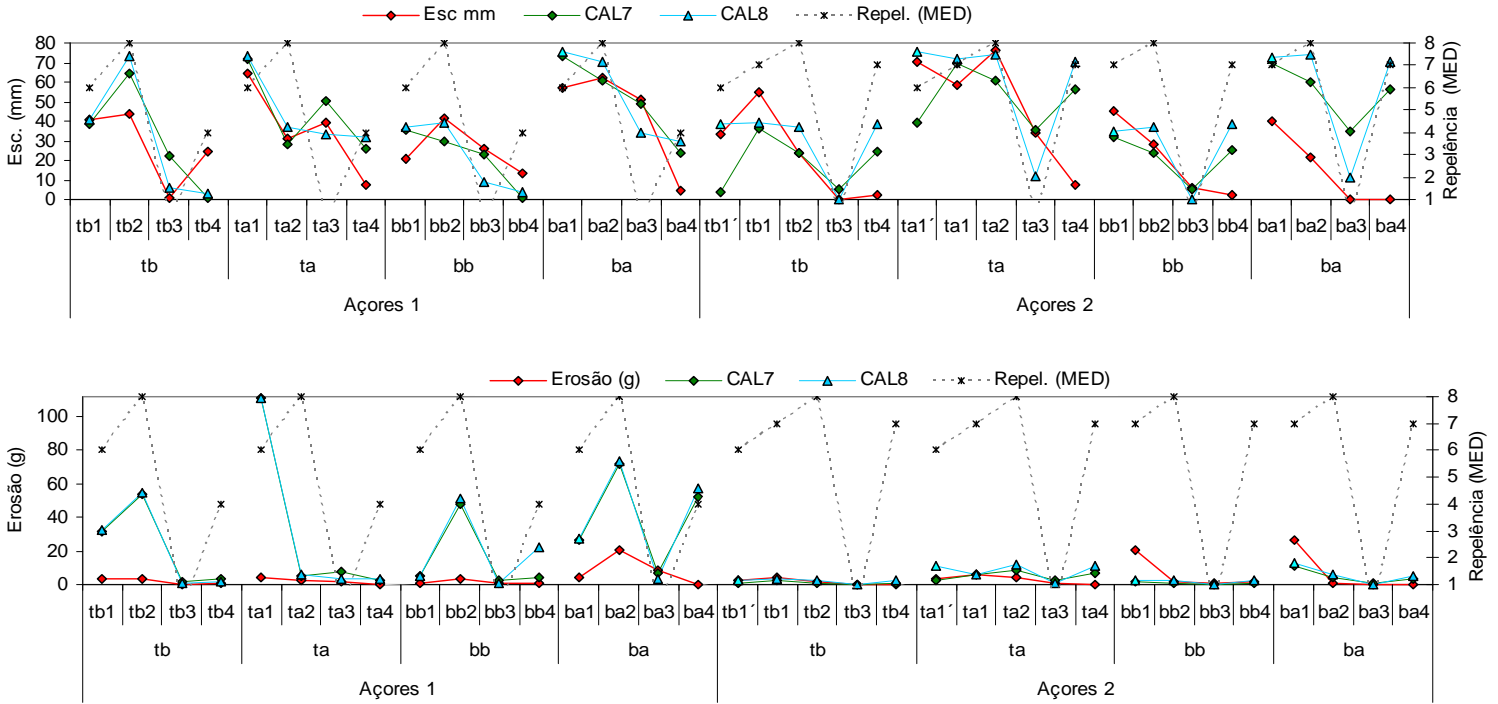 Esc mm CAL7 CAL8 Repel. (MED)
80 8
70 7
60 6
50 5
40 4
30 3
20 2
10
0 1
Esc. (mm)
Repelência (MED)
tb1 tb2 tb3 tb4 ta1 ta2 ta3 ta4 bb1 bb2 bb3 bb4 ba1 ba2 ba3 ba4 tb1´ tb1 tb2 tb3 tb4 ta1´ ta1 ta2 ta3 ta4 bb1 bb2 bb3 bb4 ba1 ba2 ba3 ba4
tb ta bb ba tb ta bb ba
Açores 1 Açores 2
Erosão (g) CAL7 CAL8 Repel. (MED)
8
100 7
80 6
60 5
40 4
3
20 2
0 1
Erosão (g)
Repelência (MED)
tb1 tb2 tb3 tb4 ta1 ta2 ta3 ta4 bb1 bb2 bb3 bb4 ba1 ba2 ba3 ba4 tb1´ tb1 tb2 tb3 tb4 ta1´ ta1 ta2 ta3 ta4 bb1 bb2 bb3 bb4 ba1 ba2 ba3 ba4
tb ta bb ba tb ta bb ba
Açores 1 Açores 2